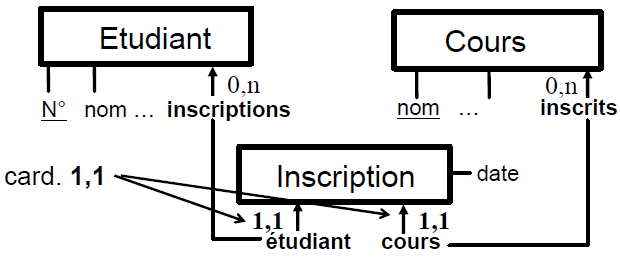 Etudiant Cours
0,n 0,n
N° nom ... inscriptions nom ... inscrits
Inscription date
card. 1,1
1,1 1,1
étudiant cours